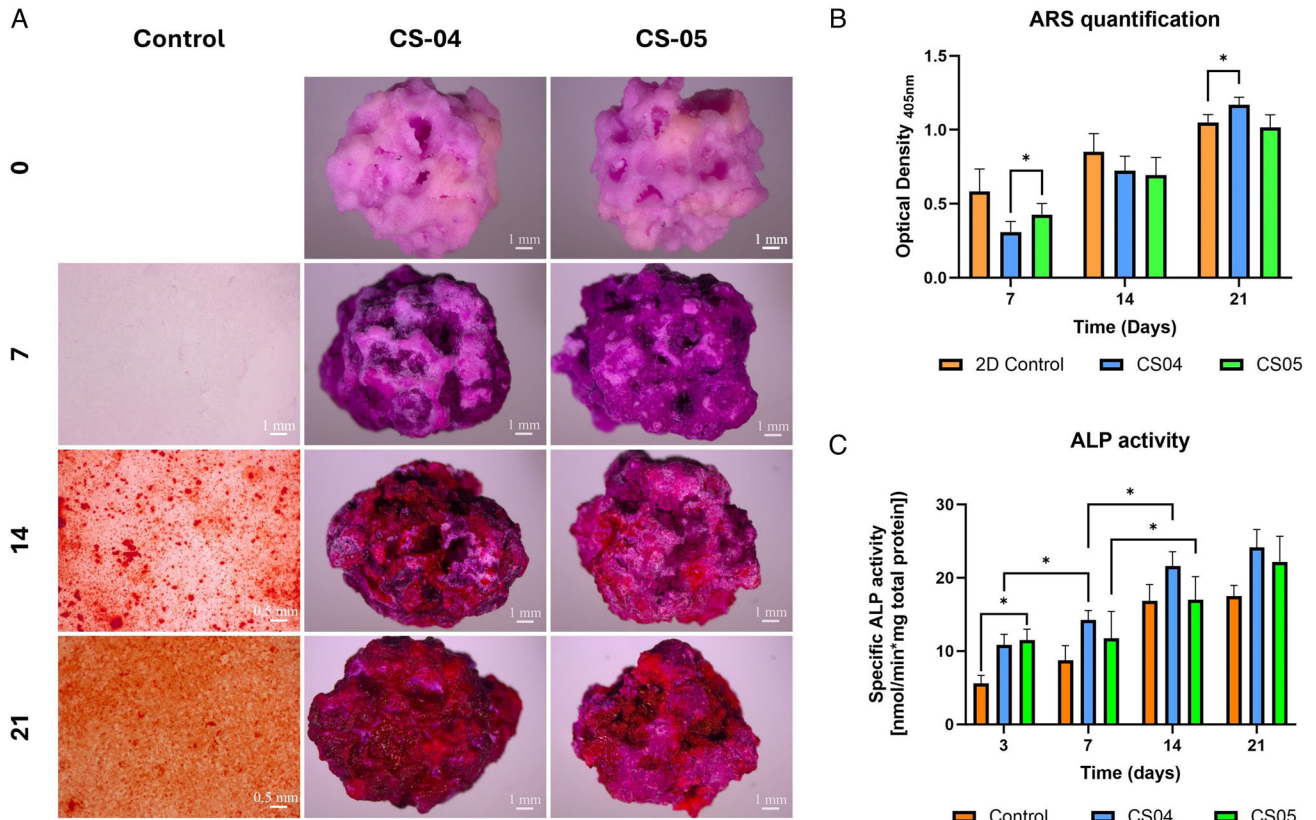 A
Control
CS-04
CS-05
0
1 mm
1 mm
7
1 mm
1 mm
1 mm
14
0.5 mm
1 mm
1 mm
21
0.5 mm
1 mm
1 mm
B
ARS quantification
Optical Density 405nm
1.5
1.0
0.5
0.0
*
*
7
14
21
Time (Days)
2D Control
CS04
CS05
C
ALP activity
Specific ALP activity
[nmol/min*mg total protein])
30
20
10
0
*
*
*
*
3
7
14
21
Time (days)
Control
CS04
CS05